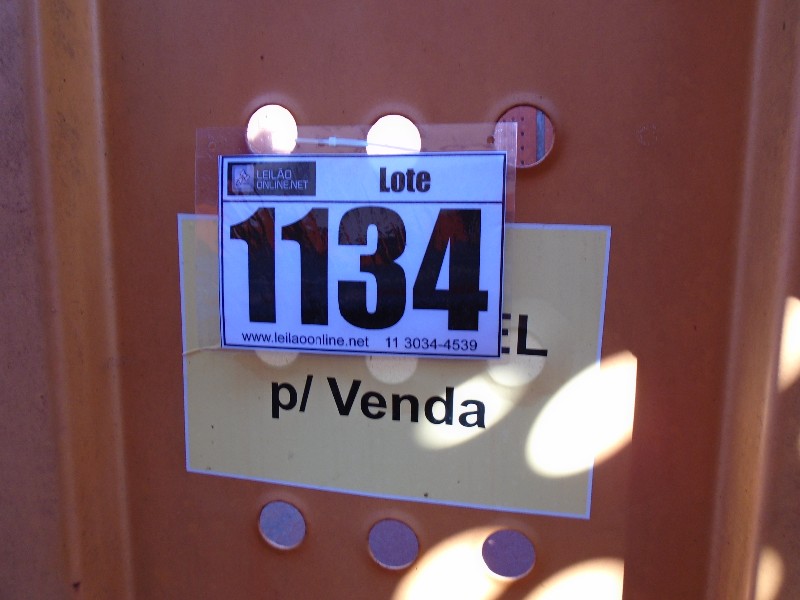 LEILÃO
ONLINE.NET
Lote
1134
www.leilaoonline.net 11 3034-4539
EL
p/ Venda